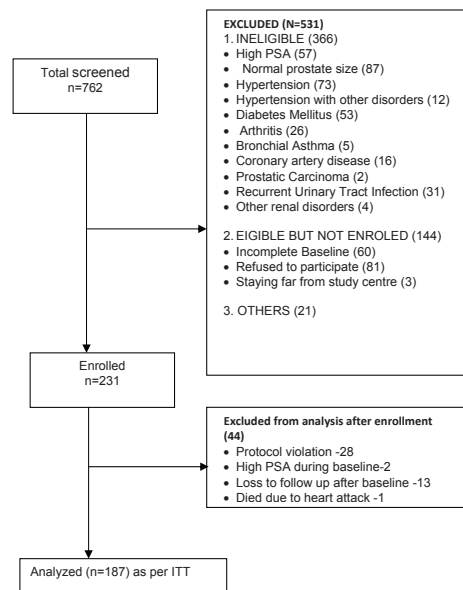 Total screened
n=762
EXCLUDED (N=531)
1. INELIGIBLE (366)
• High PSA (57)
• Normal prostate size (87)
• Hypertension (73)
• Hypertension with other disorders (12)
• Diabetes Mellitus (53)
• Arthritis (26)
• Bronchial Asthma (5)
• Coronary artery disease (16)
• Prostatic Carcinoma (2)
• Recurrent Urinary Tract Infection (31)
• Other renal disorders (4)
2. EIGIBLE BUT NOT ENROLED (144)
• Incomplete Baseline (60)
• Refused to participate (81)
• Staying far from study centre (3)
3. OTHERS (21)
Enrolled
n=231
Excluded from analysis after enrollment
(44)
• Protocol violation -28
• High PSA during baseline-2
• Loss to follow up after baseline -13
• Died due to heart attack -1
Analyzed (n=187) as per ITT